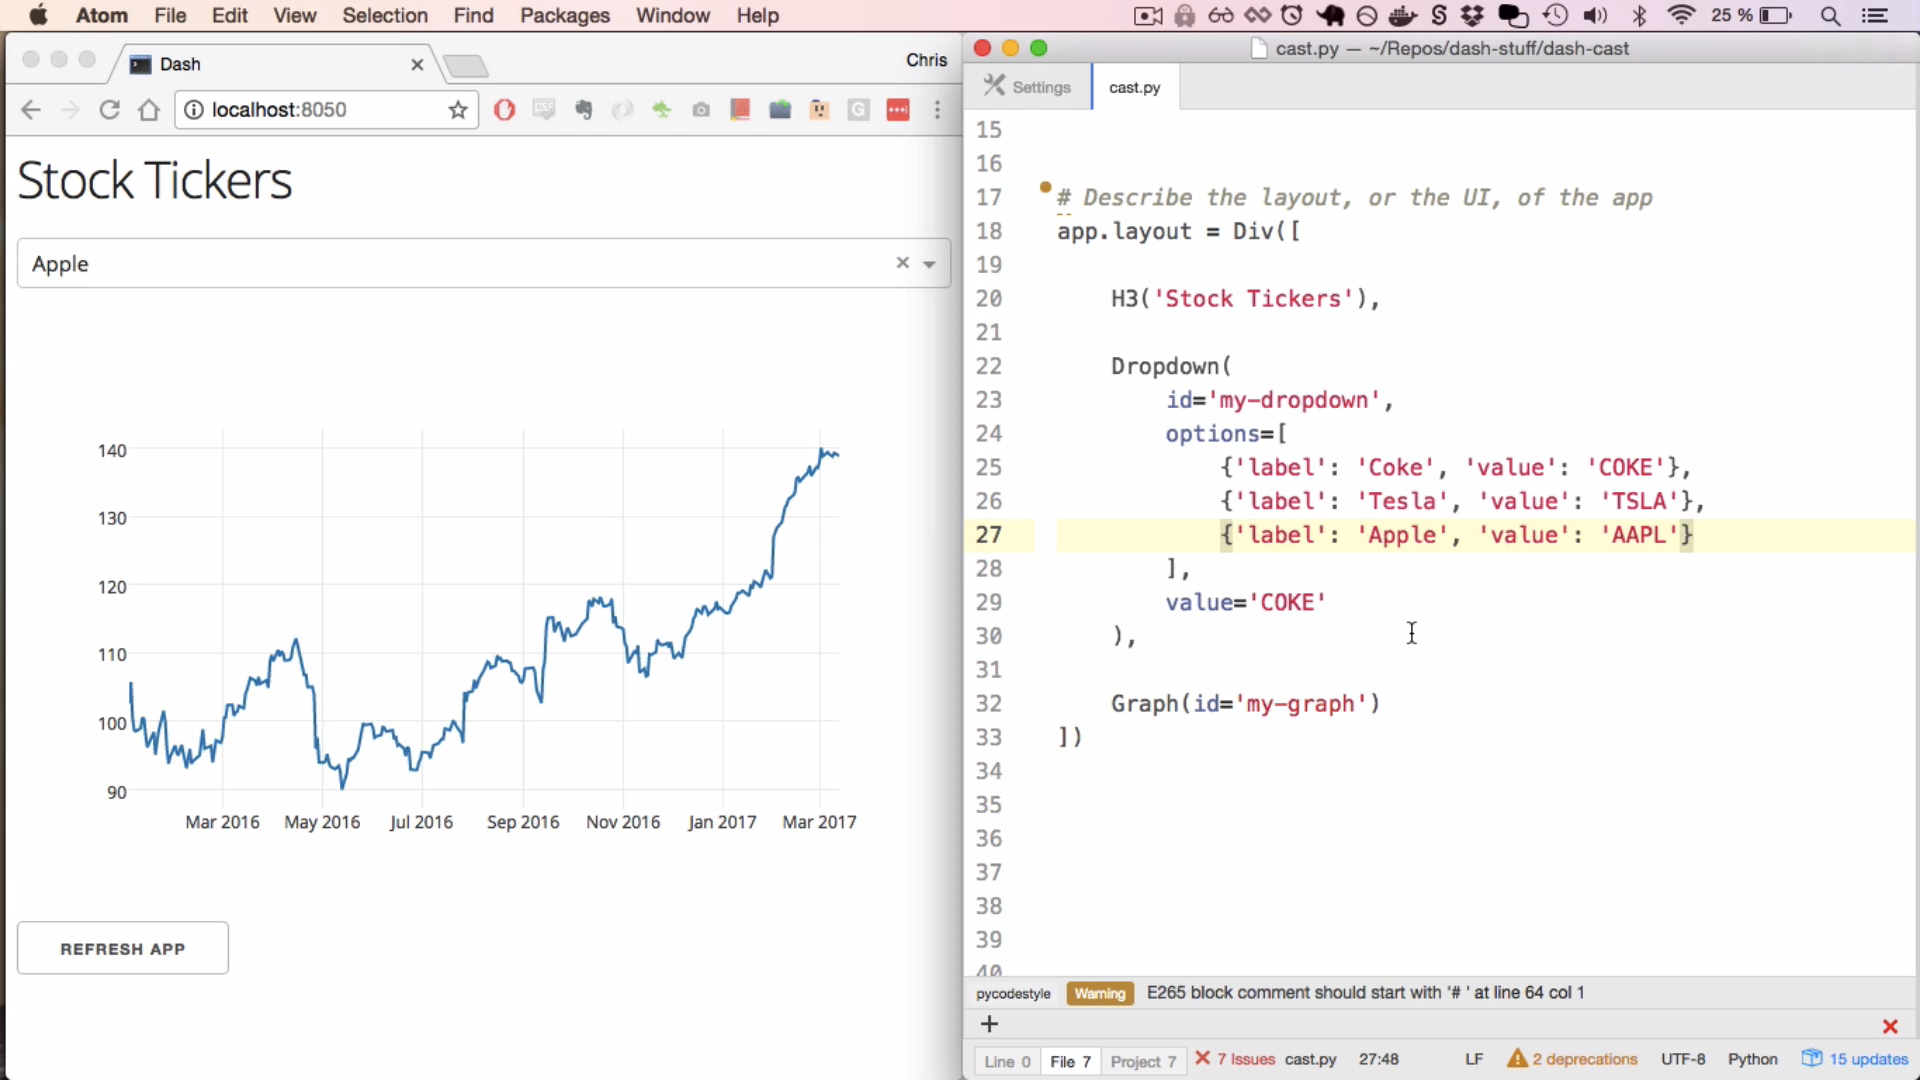 Atom File Edit View Selection Find Packages Window Help 25 %
Dash Chris
localhost:8050
Stock Tickers
Apple
140
130
120
110
100
90
Mar 2016 May 2016 Jul 2016 Sep 2016 Nov 2016 Jan 2017 Mar 2017
REFRESH APP
cast.py — ~/Repos/dash-stuff/dash-cast
Settings cast.py
15
16
17 # Describe the layout, or the UI, of the app
18 app.layout = Div([
19
20 H3('Stock Tickers'),
21
22 Dropdown(
23 id='my-dropdown',
24 options=[
25 {'label': 'Coke', 'value': 'COKE'},
26 {'label': 'Tesla', 'value': 'TSLA'},
27 {'label': 'Apple', 'value': 'AAPL'}
28 ],
29 value='COKE'
30 ),
31
32 Graph(id='my-graph')
33 ])
34
35
36
37
38
39
40
pycodestyle Warning E265 block comment should start with '# ' at line 64 col 1
Line 0 File 7 Project 7 7 Issues cast.py 27:48 LF 2 deprecations UTF-8 Python 15 updates